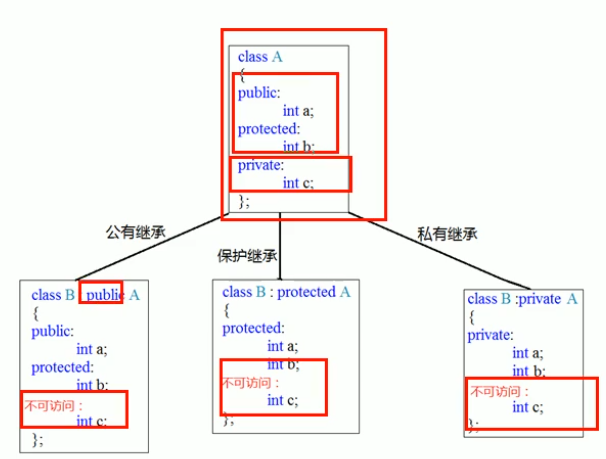 class A
{
public:
int a;
protected:
int b;
private:
int c;
};
公有继承
保护继承
私有继承
class B : public A
{
public:
int a;
protected:
int b;
不可访问：
int c;
};
class B : protected A
{
protected:
int a;
int b;
不可访问：
int c;
};
class B :private A
{
private:
int a;
int b;
不可访问：
int c;
};